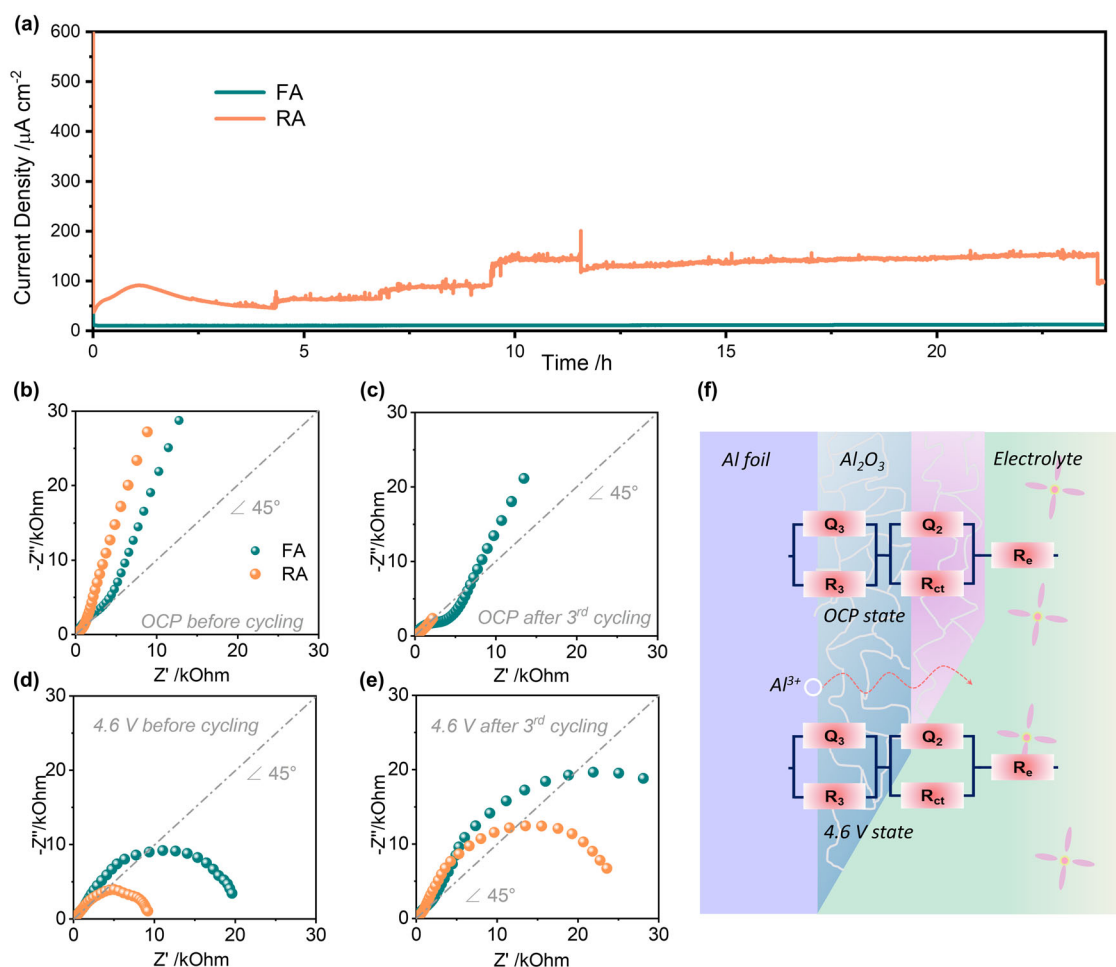 (a)
600
500
400
300
200
100
0
Current Density /μA cm⁻²
FA
RA
0
5
10
15
20
Time /h
(b)
30
20
10
0
-Z''/kOhm
∠ 45°
FA
RA
OCP before cycling
0
10
20
30
Z' /kOhm
(c)
30
20
10
0
-Z''/kOhm
∠ 45°
OCP after 3rd cycling
0
10
20
30
Z' /kOhm
(d)
30
20
10
0
-Z''/kOhm
4.6 V before cycling
∠ 45°
0
10
20
30
Z' /kOhm
(e)
30
20
10
0
-Z''/kOhm
4.6 V after 3rd cycling
∠ 45°
0
10
20
30
Z' /kOhm
(f)
Al foil
Al₂O₃
Electrolyte
Q₃
Q₂
Rₑ
R₃
Rct
OCP state
Al³⁺
Q₃
Q₂
Rₑ
R₃
Rct
4.6 V state